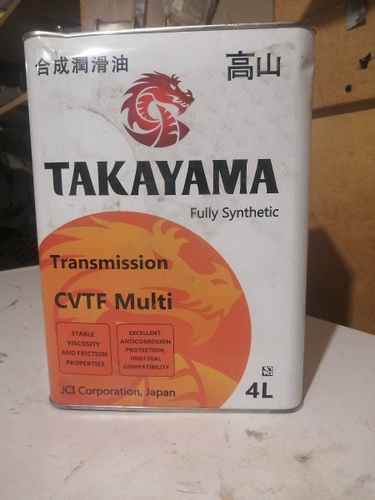 合成潤滑油 高山
TAKAYAMA
Fully Synthetic
Transmission
CVTF Multi
STABLE
VISCOSITY
AND FRICTION
PROPERTIES
EXCELLENT
ANTICORROSION
PROTECTION;
HIGH SEAL
COMPATIBILITY
JCI Corporation, Japan
4L